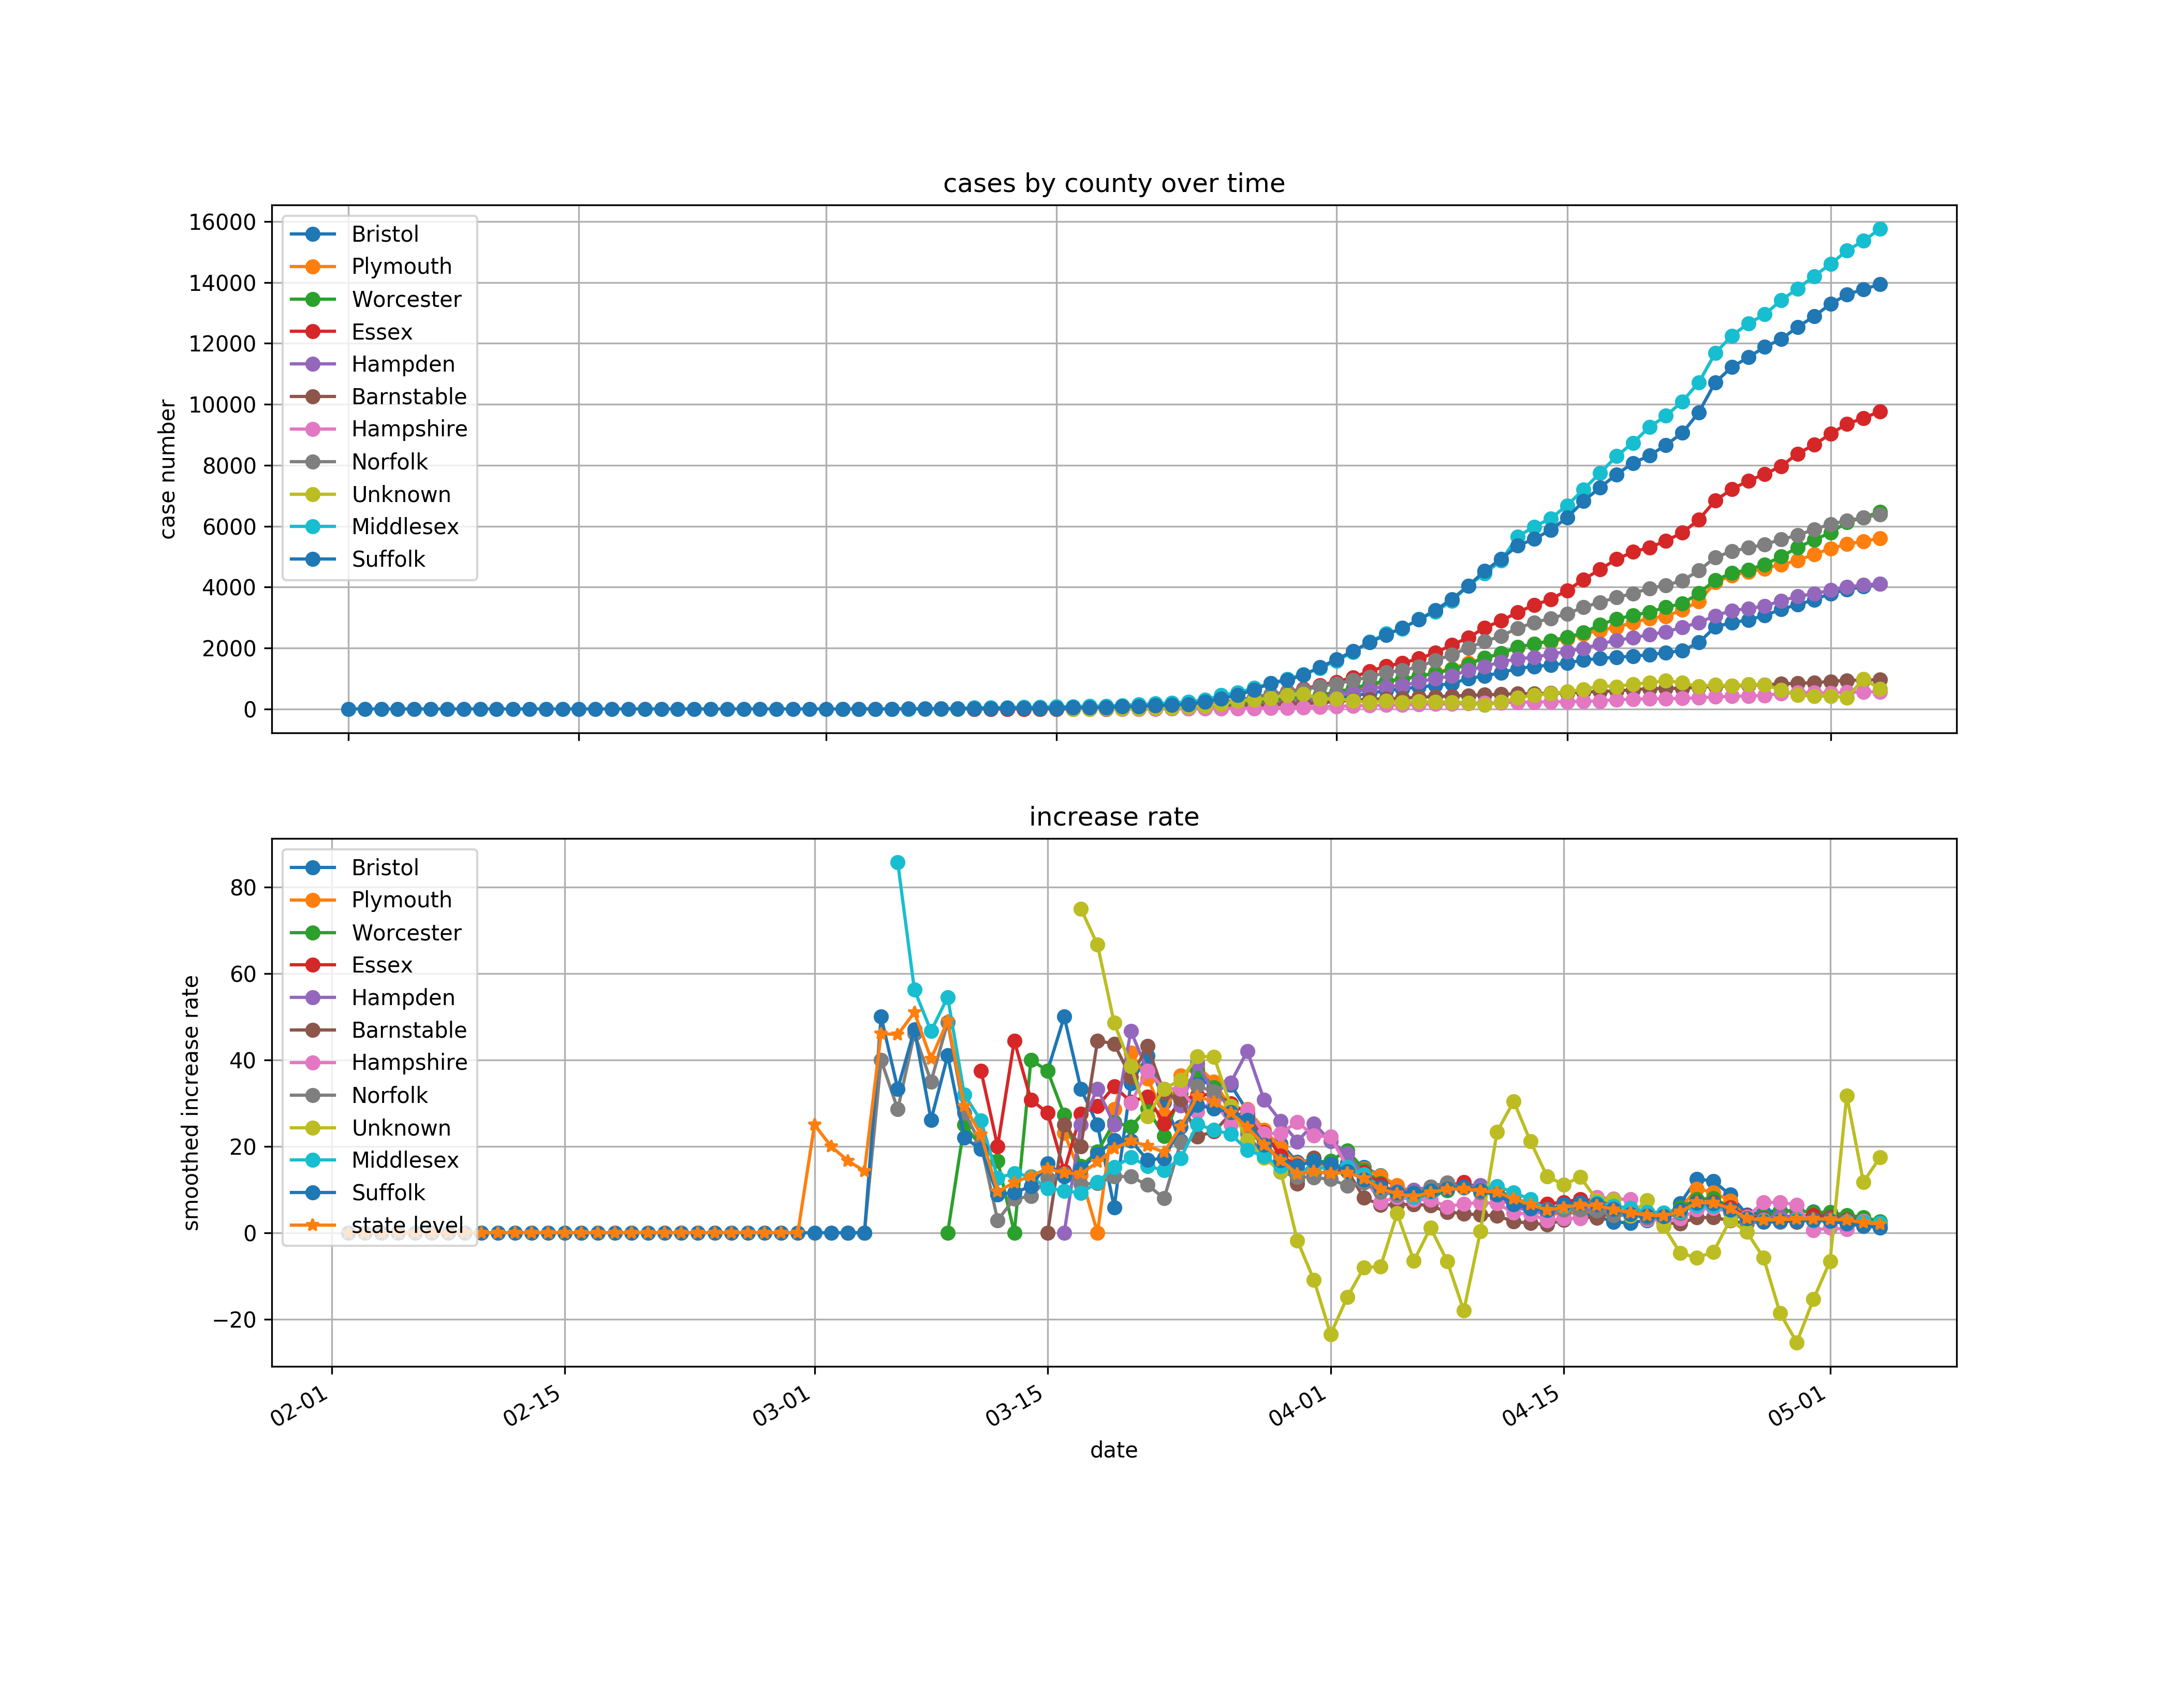 cases by county over time
16000
14000
12000
10000
8000
6000
4000
2000
0
case number
Bristol
Plymouth
Worcester
Essex
Hampden
Barnstable
Hampshire
Norfolk
Unknown
Middlesex
Suffolk
increase rate
80
60
40
20
0
−20
smoothed increase rate
Bristol
Plymouth
Worcester
Essex
Hampden
Barnstable
Hampshire
Norfolk
Unknown
Middlesex
Suffolk
state level
02-01
02-15
03-01
03-15
04-01
04-15
05-01
date